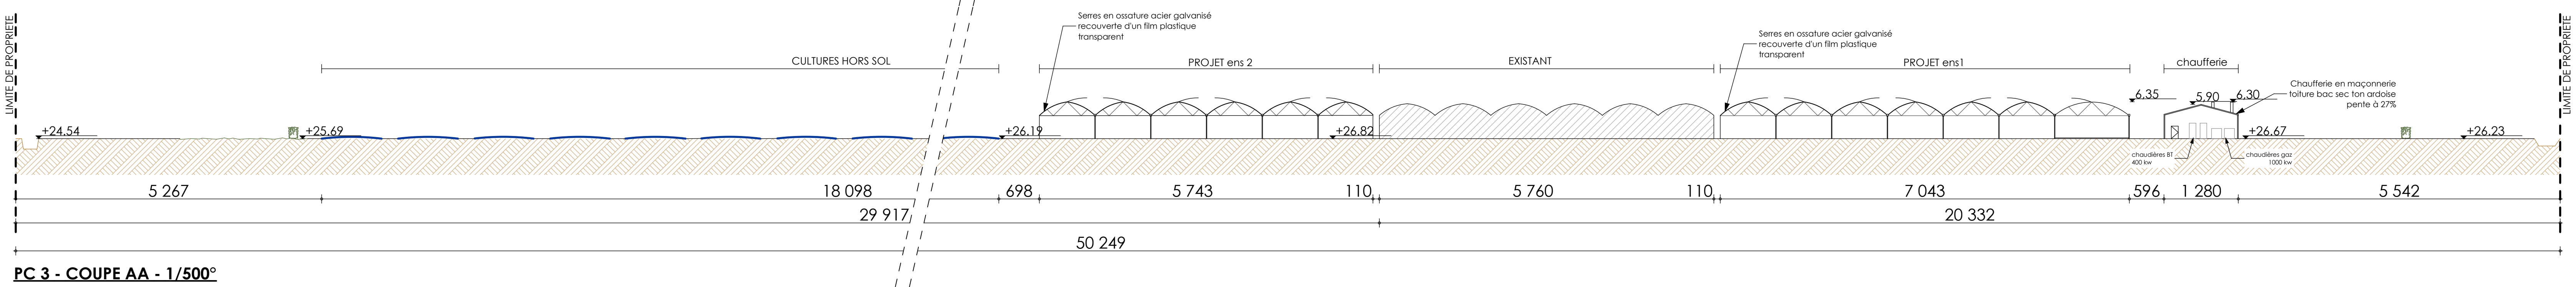 LIMITE DE PROPRIETE
Serres en ossature acier galvanisé
recouverte d'un film plastique
transparent
Serres en ossature acier galvanisé
recouverte d'un film plastique
transparent
LIMITE DE PROPRIETE
CULTURES HORS SOL
PROJET ens 2
EXISTANT
PROJET ens1
chaufferie
Chaufferie en maçonnerie
toiture bac sec ton ardoise
pente à 27%
6.35
5.90
6.30
+24.54
+25.69
+26.19
+26.82
+26.67
+26.23
chaudières BT
400 kw
chaudières gaz
1000 kw
5 267
18 098
698
5 743
110
5 760
110
7 043
596
1 280
5 542
29 917
20 332
50 249
PC 3 - COUPE AA - 1/500°